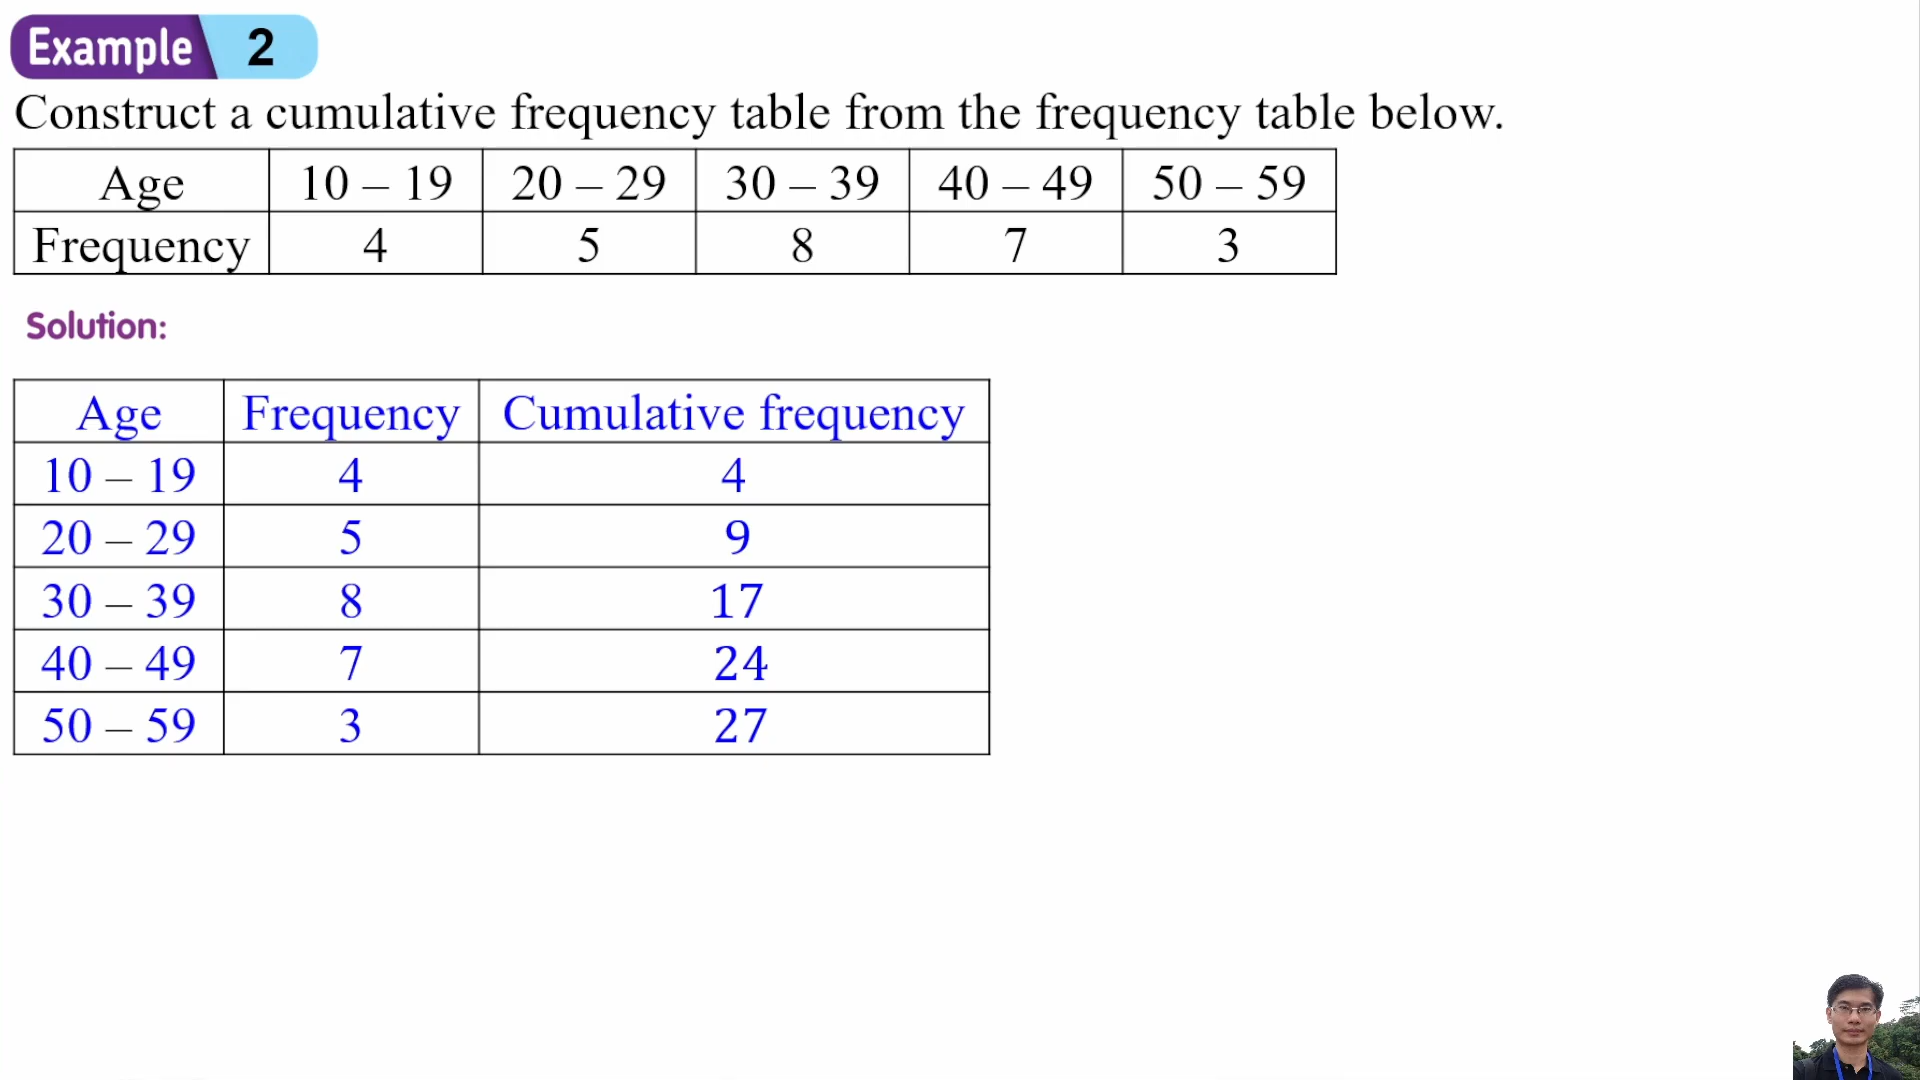 Example 2
Construct a cumulative frequency table from the frequency table below.
Age 10 – 19 20 – 29 30 – 39 40 – 49 50 – 59
Frequency 4 5 8 7 3
Solution:
Age Frequency Cumulative frequency
10 – 19 4 4
20 – 29 5 9
30 – 39 8 17
40 – 49 7 24
50 – 59 3 27